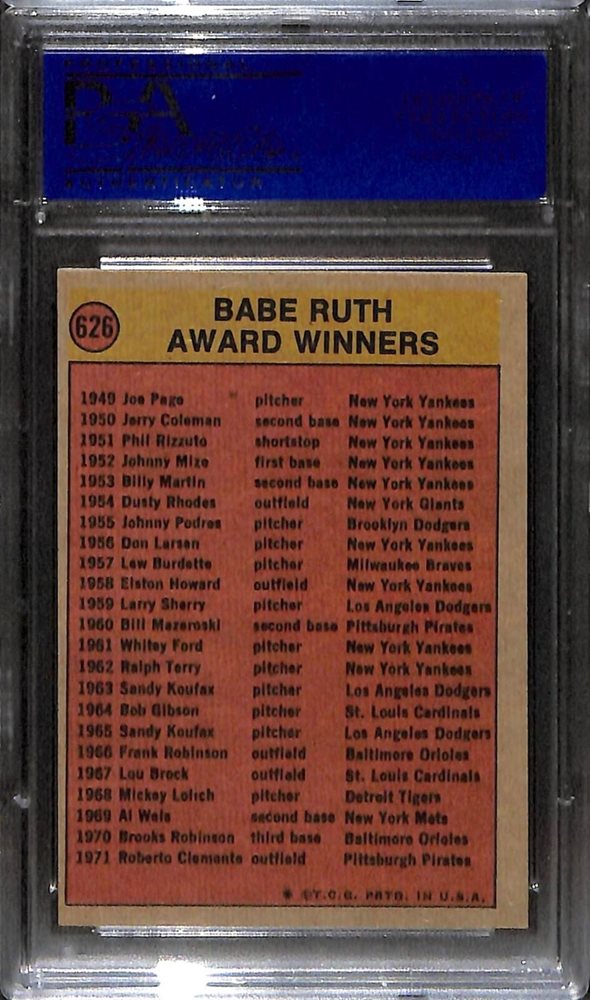 PROFESSIONAL
PSA
AUTHENTICATOR
626
BABE RUTH
AWARD WINNERS
1949 Joe Page pitcher New York Yankees
1950 Jerry Coleman second base New York Yankees
1951 Phil Rizzuto shortstop New York Yankees
1952 Johnny Mize first base New York Yankees
1953 Billy Martin second base New York Yankees
1954 Dusty Rhodes outfield New York Giants
1955 Johnny Podres pitcher Brooklyn Dodgers
1956 Don Larsen pitcher New York Yankees
1957 Lew Burdette pitcher Milwaukee Braves
1958 Elston Howard outfield New York Yankees
1959 Larry Sherry pitcher Los Angeles Dodgers
1960 Bill Mazeroski second base Pittsburgh Pirates
1961 Whitey Ford pitcher New York Yankees
1962 Ralph Terry pitcher New York Yankees
1963 Sandy Koufax pitcher Los Angeles Dodgers
1964 Bob Gibson pitcher St. Louis Cardinals
1965 Sandy Koufax pitcher Los Angeles Dodgers
1966 Frank Robinson outfield Baltimore Orioles
1967 Lou Brock outfield St. Louis Cardinals
1968 Mickey Lolich pitcher Detroit Tigers
1969 Al Weis second base New York Mets
1970 Brooks Robinson third base Baltimore Orioles
1971 Roberto Clemente outfield Pittsburgh Pirates
* ©T.C.G. PRTD. IN U.S.A.